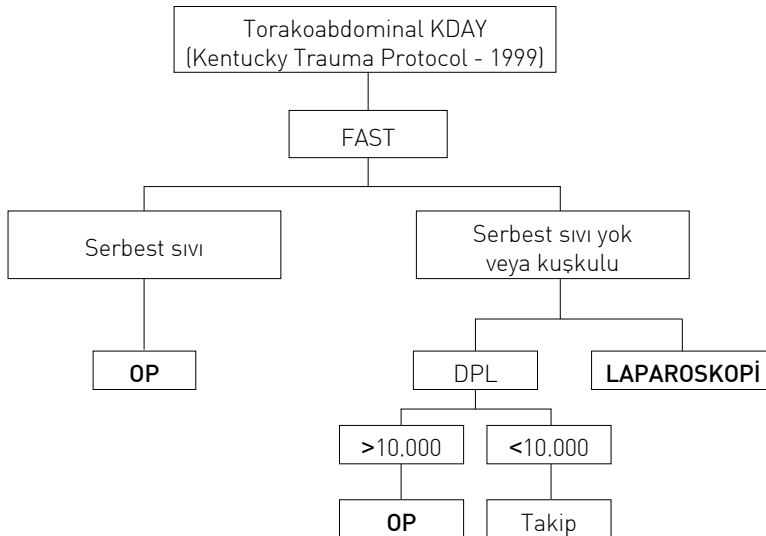 Torakoabdominal KDAY
(Kentucky Trauma Protocol - 1999)
FAST
Serbest sıvı
Serbest sıvı yok
veya kuşkulu
OP
DPL
LAPAROSKOPİ
>10.000
<10.000
OP
Takip